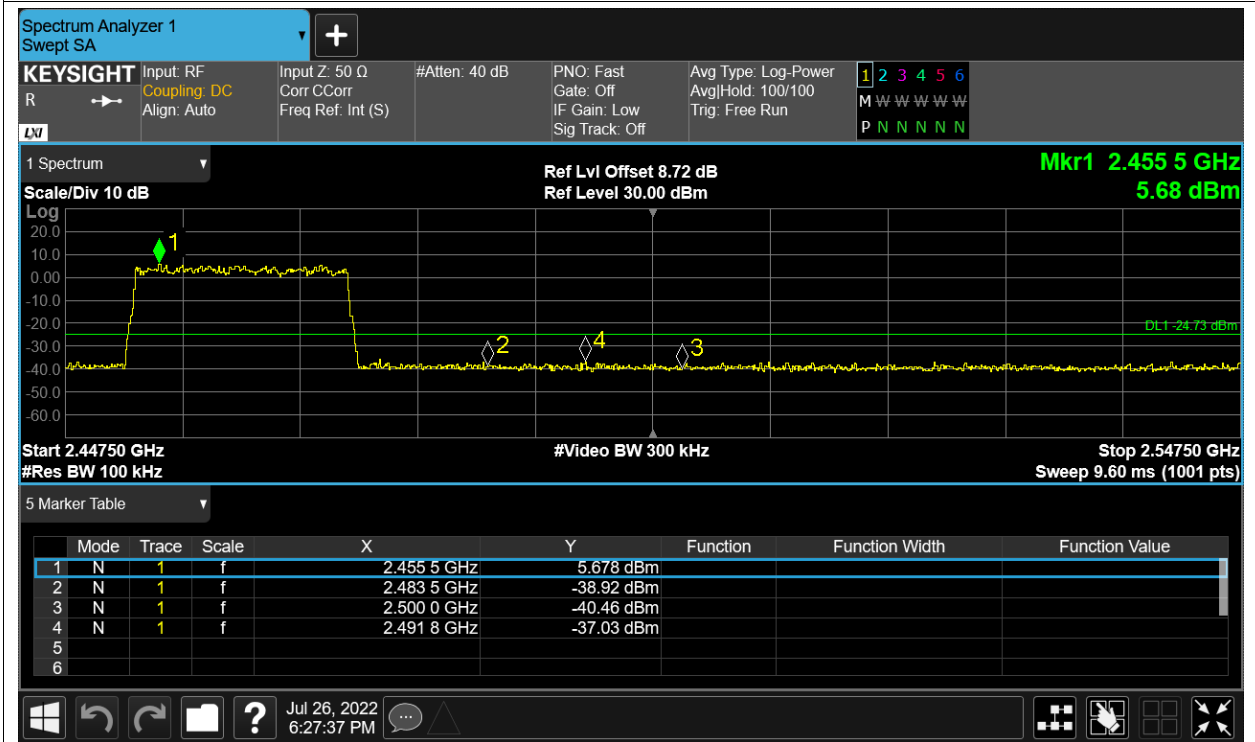 Spectrum Analyzer 1
Swept SA
+
KEYSIGHT Input: RF Input Z: 50 Ω #Atten: 40 dB PNO: Fast Avg Type: Log-Power 1 2 3 4 5 6
R Coupling: DC Corr CCorr Gate: Off Avg|Hold: 100/100 M W W W W W
Align: Auto Freq Ref: Int (S) IF Gain: Low Trig: Free Run
LXI Sig Track: Off P N N N N N
1 Spectrum Ref Lvl Offset 8.72 dB Mkr1 2.455 5 GHz
Scale/Div 10 dB Ref Level 30.00 dBm 5.68 dBm
Log
20.0
1
10.0
0.00
-10.0
-20.0
DL1 -24.73 dBm
-30.0
2 4 3
-40.0
-50.0
-60.0
Start 2.44750 GHz #Video BW 300 kHz Stop 2.54750 GHz
#Res BW 100 kHz Sweep 9.60 ms (1001 pts)
5 Marker Table
Mode Trace Scale X Y Function Function Width Function Value
1 N 1 f 2.455 5 GHz 5.678 dBm
2 N 1 f 2.483 5 GHz -38.92 dBm
3 N 1 f 2.500 0 GHz -40.46 dBm
4 N 1 f 2.491 8 GHz -37.03 dBm
5
6
? Jul 26, 2022
6:27:37 PM